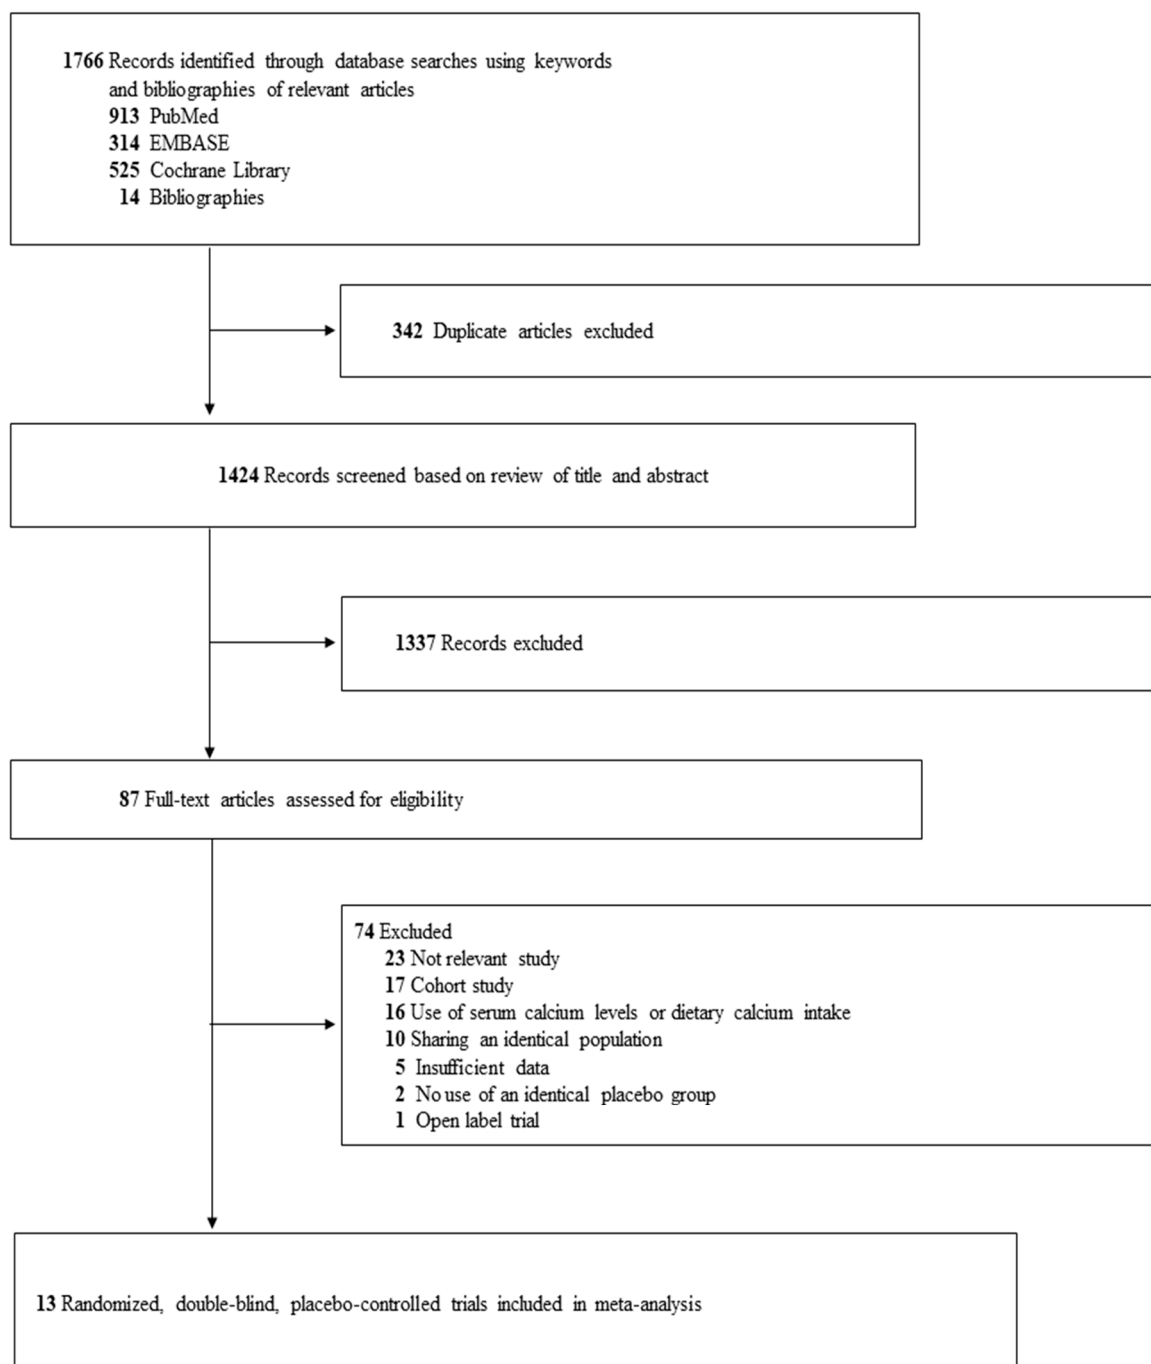 1766 Records identified through database searches using keywords
and bibliographies of relevant articles
913 PubMed
314 EMBASE
525 Cochrane Library
14 Bibliographies
342 Duplicate articles excluded
1424 Records screened based on review of title and abstract
1337 Records excluded
87 Full-text articles assessed for eligibility
74 Excluded
23 Not relevant study
17 Cohort study
16 Use of serum calcium levels or dietary calcium intake
10 Sharing an identical population
5 Insufficient data
2 No use of an identical placebo group
1 Open label trial
13 Randomized, double-blind, placebo-controlled trials included in meta-analysis